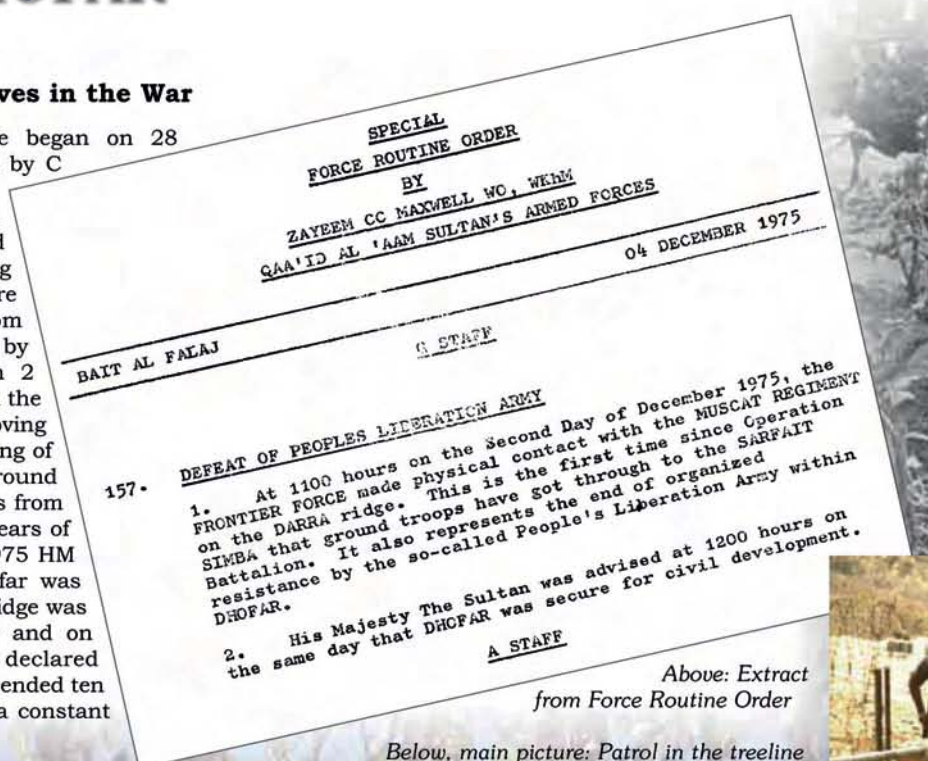 ves in the War
e began on 28
by C
d
g
re
om
by
n 2
the
oving
ng of
round
s from
ears of
975 HM
far was
idge was
and on
declared
ended ten
a constant
SPECIAL
FORCE ROUTINE ORDER
BY
ZAYEEM CC MAXWELL WO, WKhM
QAA'ID AL 'AAM SULTAN'S ARMED FORCES
BAIT AL FALAJ
04 DECEMBER 1975
G STAFF
157. DEFEAT OF PEOPLES LIBERATION ARMY
1. At 1100 hours on the Second Day of December 1975, the
FRONTIER FORCE made physical contact with the MUSCAT REGIMENT
on the DARRA ridge. This is the first time since Operation
SIMBA that ground troops have got through to the SARFAIT
Battalion. It also represents the end of organized
resistance by the so-called People's Liberation Army within
DHOFAR.
2. His Majesty The Sultan was advised at 1200 hours on
the same day that DHOFAR was secure for civil development.
A STAFF
Above: Extract
from Force Routine Order
Below, main picture: Patrol in the treeline